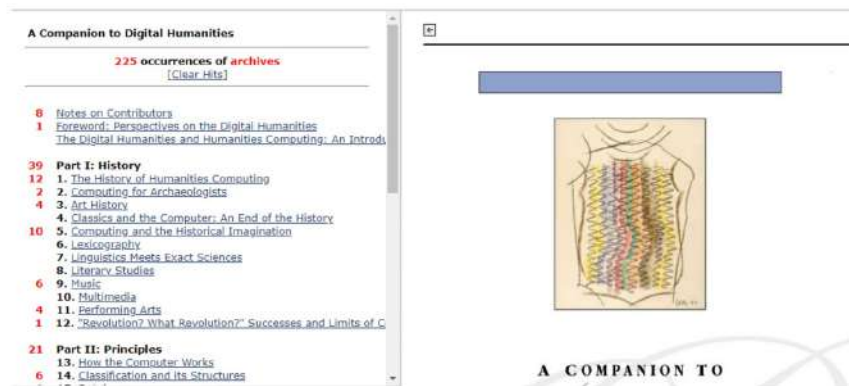 A Companion to Digital Humanities
225 occurrences of archives
[Clear Hits]
8 Notes on Contributors
1 Foreword: Perspectives on the Digital Humanities
The Digital Humanities and Humanities Computing: An Introdu
39 Part I: History
12 1. The History of Humanities Computing
2 2. Computing for Archaeologists
4 3. Art History
4. Classics and the Computer: An End of the History
10 5. Computing and the Historical Imagination
6. Lexicography
7. Linguistics Meets Exact Sciences
8. Literary Studies
6 9. Music
10. Multimedia
4 11. Performing Arts
1 12. "Revolution? What Revolution?" Successes and Limits of C
21 Part II: Principles
13. How the Computer Works
6 14. Classification and its Structures
A COMPANION TO